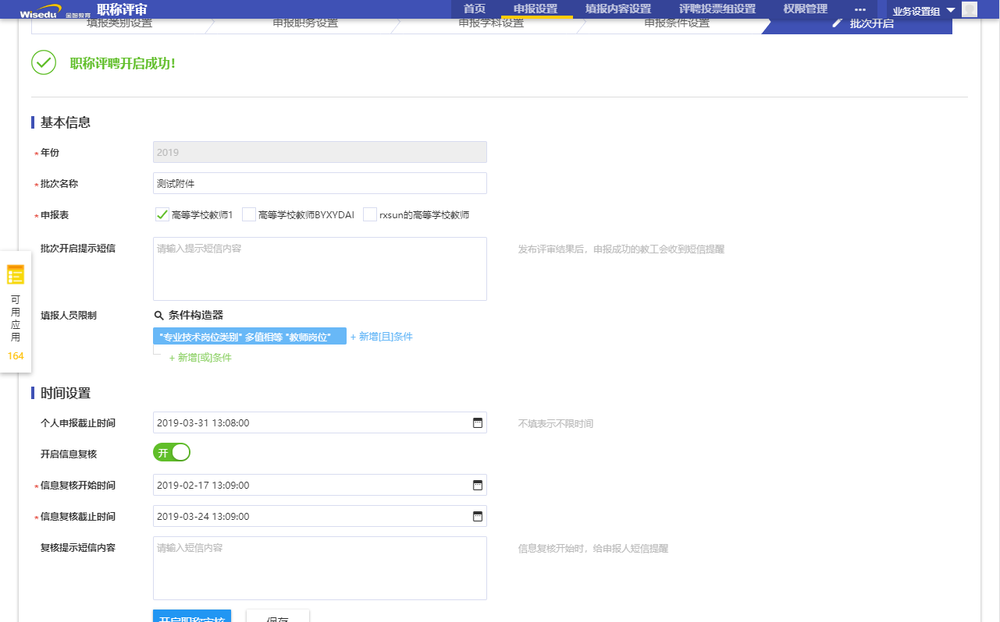 Wisedu 金智教育 职称评审 首页 申报设置 填报内容设置 评聘投票组设置 权限管理 ••• 业务设置组
填报类别设置 申报职务设置 申报学科设置 申报条件设置 批次开启
职称评聘开启成功!
基本信息
*年份 2019
*批次名称 测试附件
*申报表 高等学校教师1 高等学校教师BYXYDAI rxsun的高等学校教师
批次开启提示短信 请输入提示短信内容 发布评审结果后，申报成功的教工会收到短信提醒
可用应用
164
填报人员限制 条件构造器
"专业技术岗位类别" 多值相等 "教师岗位" + 新增[且]条件
+ 新增[或]条件
时间设置
个人申报截止时间 2019-03-31 13:08:00 不填表示不限时间
开启信息复核 开
*信息复核开始时间 2019-02-17 13:09:00
*信息复核截止时间 2019-03-24 13:09:00
复核提示短信内容 请输入短信内容 信息复核开始时，给申报人短信提醒
开启职称审核 保存